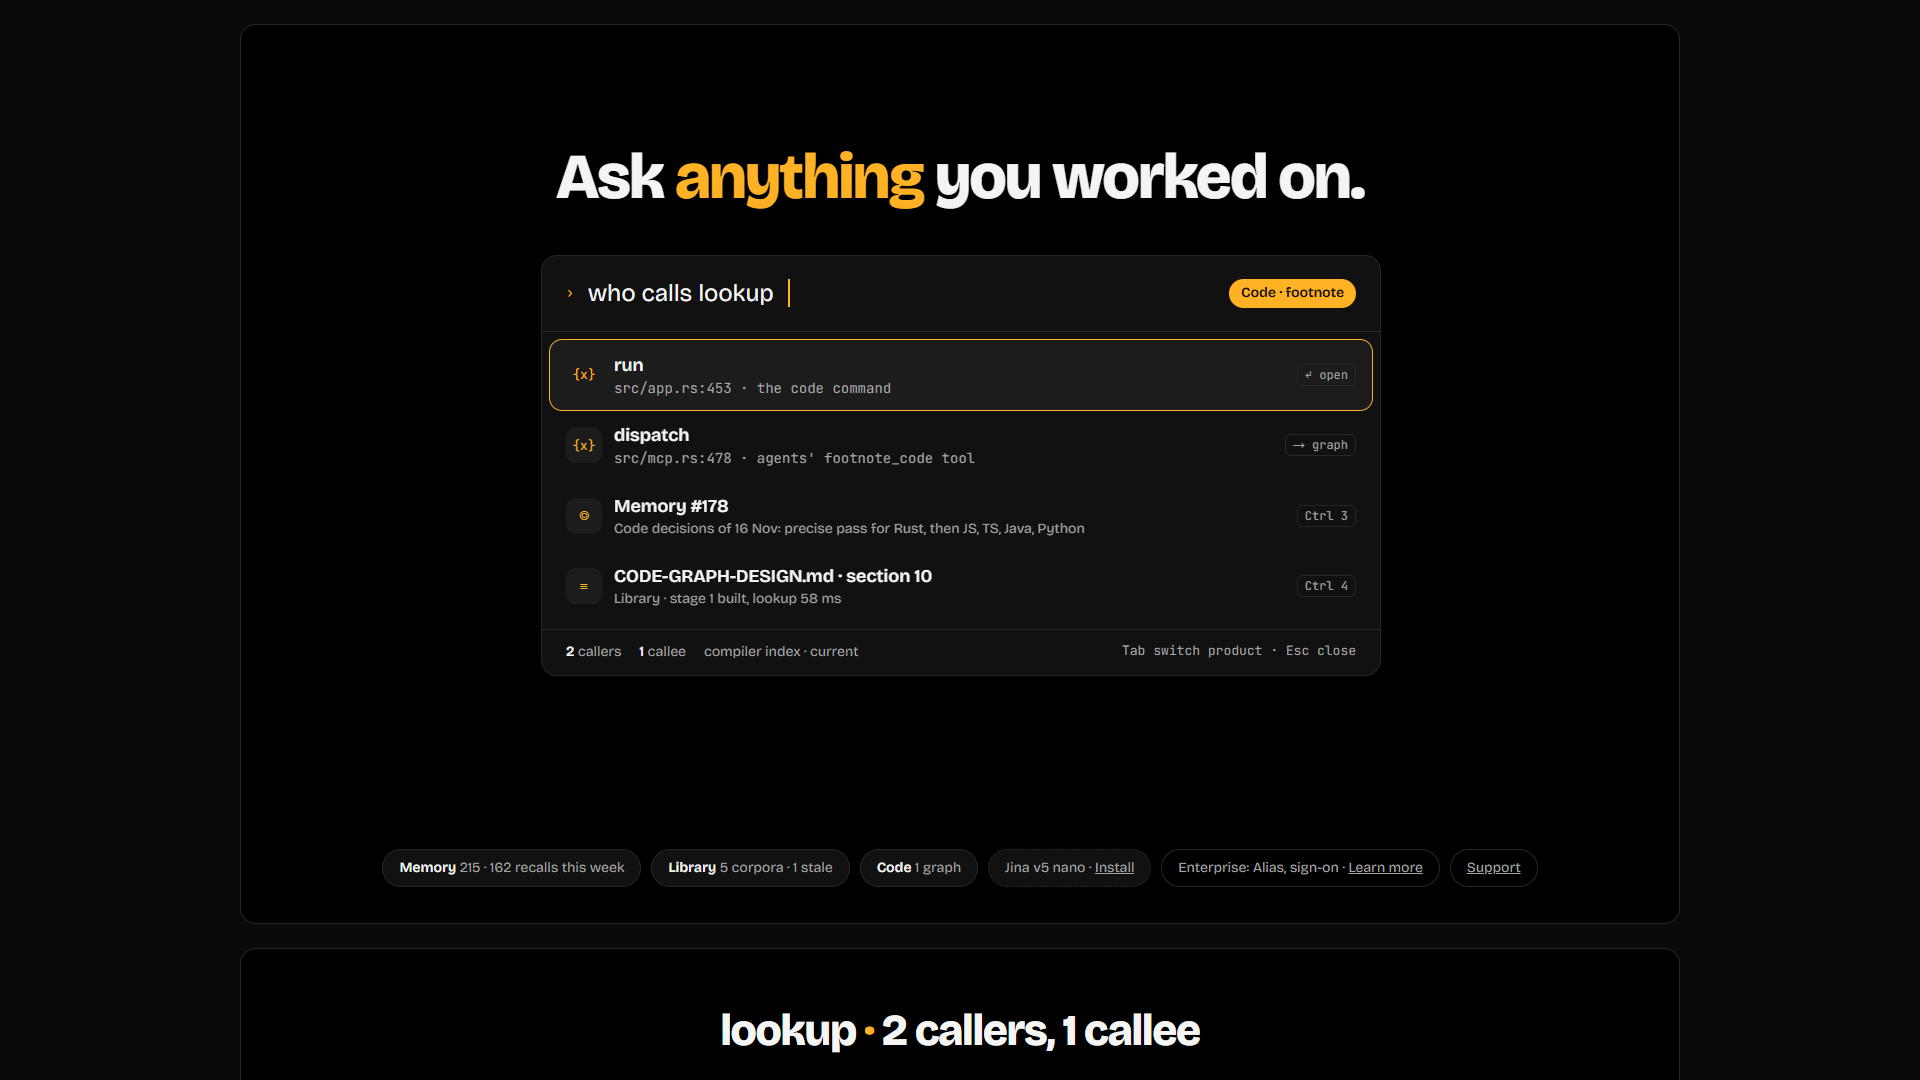 Ask anything you worked on.
› who calls lookup
Code · footnote
{x} run
src/app.rs:453 · the code command
↲ open
{x} dispatch
src/mcp.rs:478 · agents' footnote_code tool
→ graph
Memory #178
Code decisions of 16 Nov: precise pass for Rust, then JS, TS, Java, Python
Ctrl 3
CODE-GRAPH-DESIGN.md · section 10
Library · stage 1 built, lookup 58 ms
Ctrl 4
2 callers 1 callee compiler index · current
Tab switch product · Esc close
Memory 215 · 162 recalls this week
Library 5 corpora · 1 stale
Code 1 graph
Jina v5 nano · Install
Enterprise: Alias, sign-on · Learn more
Support
lookup · 2 callers, 1 callee